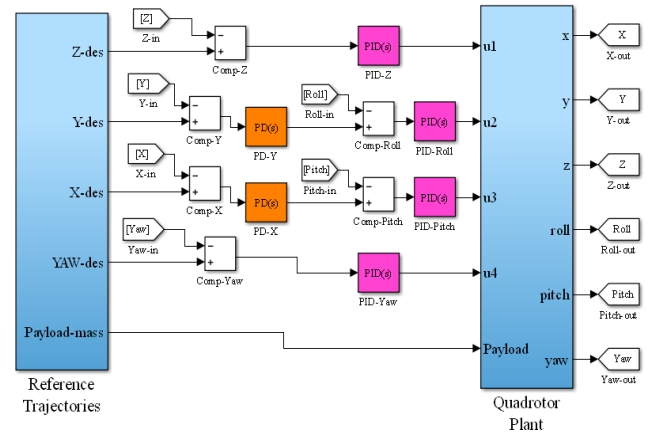 [Z]
Z-in
Z-des
Comp-Z
PID(s)
PID-Z
u1
x
X
X-out
[Y]
Y-in
Y-des
Comp-Y
PD(s)
PD-Y
[Roll]
Roll-in
Comp-Roll
PID(s)
PID-Roll
u2
y
Y
Y-out
[X]
X-in
X-des
Comp-X
PD(s)
PD-X
[Pitch]
Pitch-in
Comp-Pitch
PID(s)
PID-Pitch
u3
z
Z
Z-out
roll
Roll
Roll-out
[Yaw]
Yaw-in
YAW-des
Comp-Yaw
PID(s)
PID-Yaw
u4
pitch
Pitch
Pitch-out
Payload-mass
Payload
yaw
Yaw
Yaw-out
Reference
Trajectories
Quadrotor
Plant